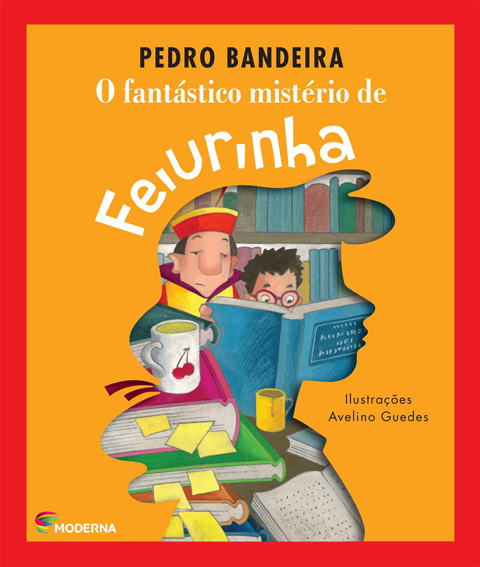 PEDRO BANDEIRA
O fantástico mistério de
Feiurinha
Ilustrações
Avelino Guedes
MODERNA